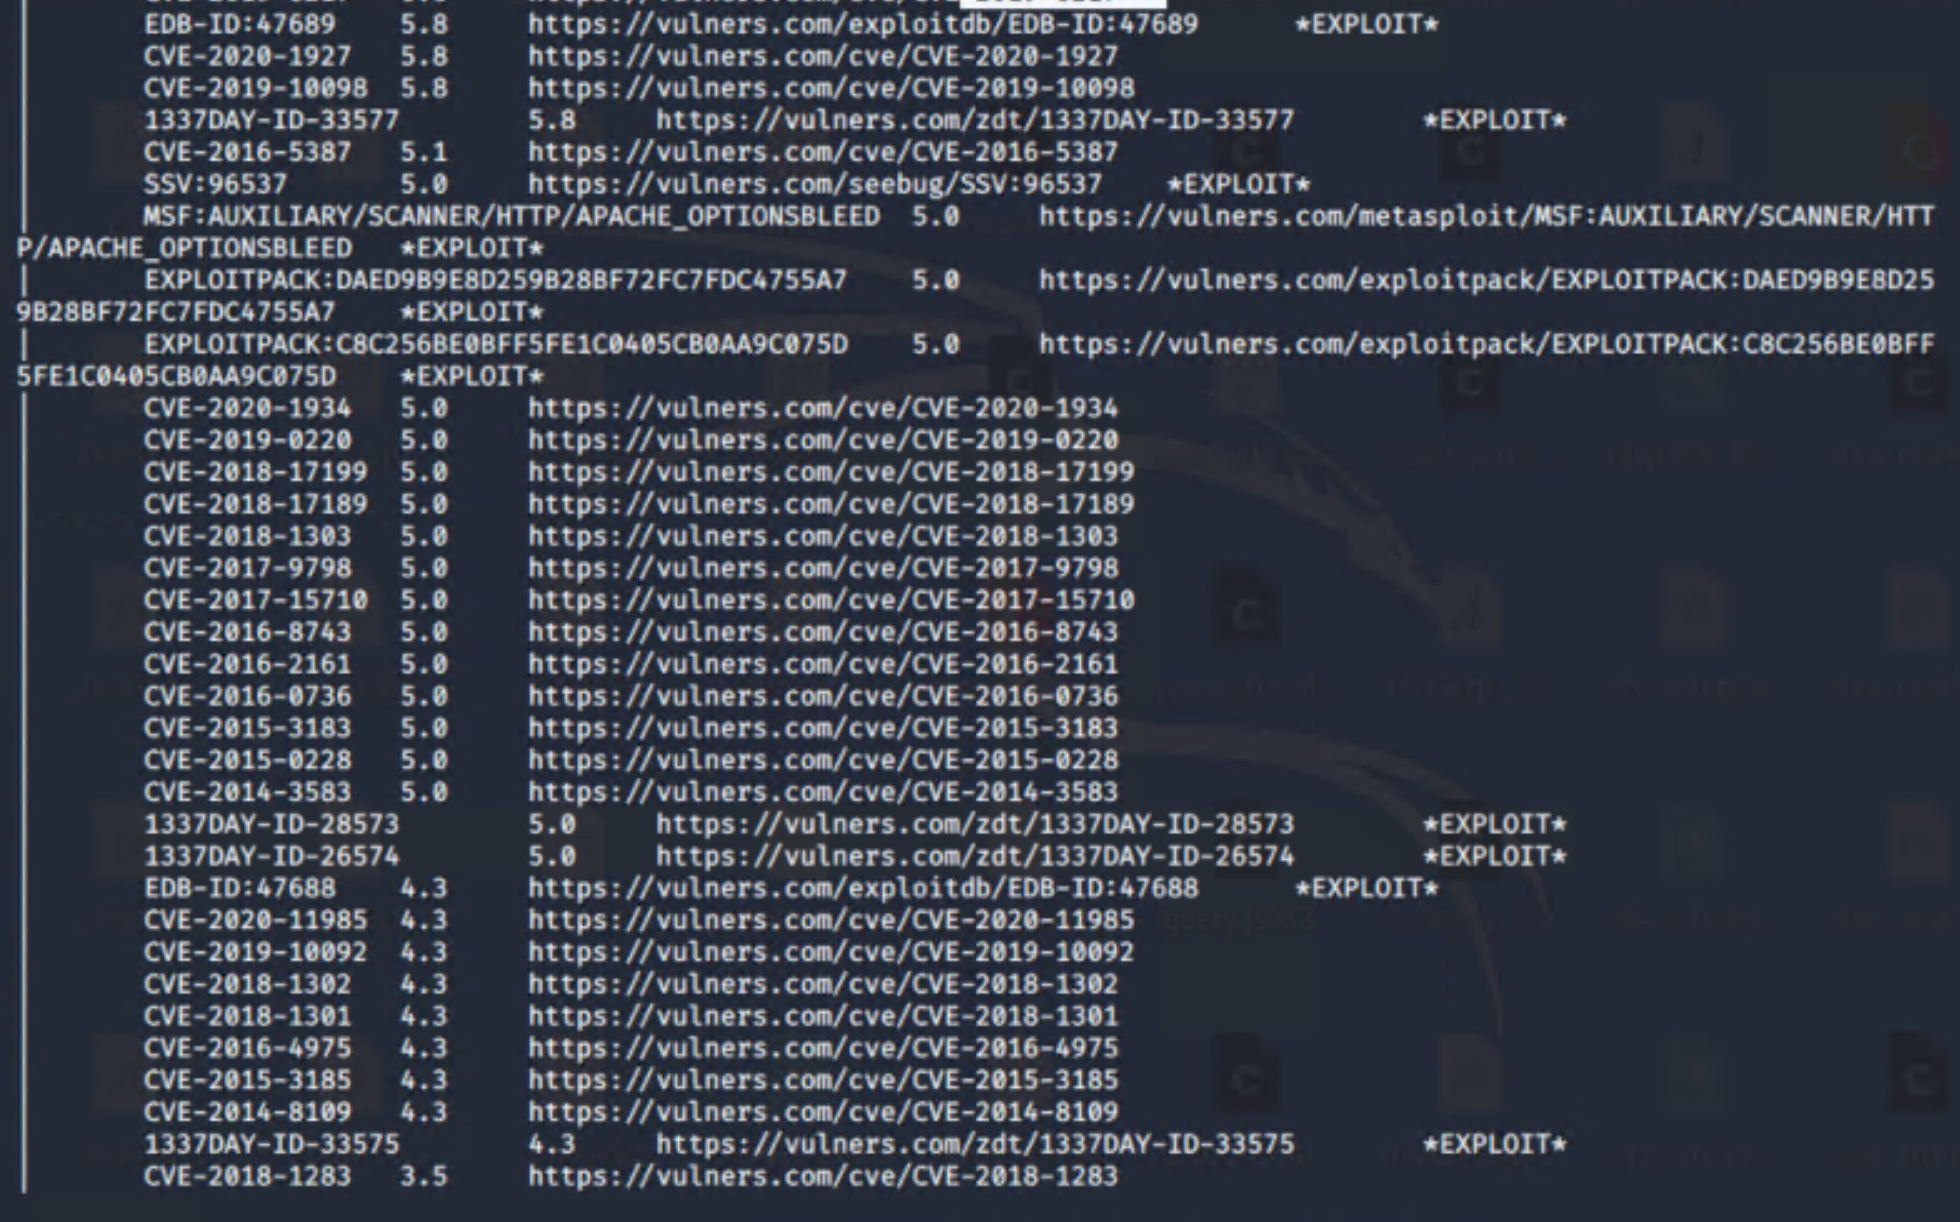 EDB-ID:47689 5.8 https://vulners.com/exploitdb/EDB-ID:47689 *EXPLOIT*
CVE-2020-1927 5.8 https://vulners.com/cve/CVE-2020-1927
CVE-2019-10098 5.8 https://vulners.com/cve/CVE-2019-10098
1337DAY-ID-33577 5.8 https://vulners.com/zdt/1337DAY-ID-33577 *EXPLOIT*
CVE-2016-5387 5.1 https://vulners.com/cve/CVE-2016-5387
SSV:96537 5.0 https://vulners.com/seebug/SSV:96537 *EXPLOIT*
| MSF:AUXILIARY/SCANNER/HTTP/APACHE_OPTIONSBLEED 5.0 https://vulners.com/metasploit/MSF:AUXILIARY/SCANNER/HTT
P/APACHE_OPTIONSBLEED *EXPLOIT*
| EXPLOITPACK:DAED9B9E8D259B28BF72FC7FDC4755A7 5.0 https://vulners.com/exploitpack/EXPLOITPACK:DAED9B9E8D25
9B28BF72FC7FDC4755A7 *EXPLOIT*
| EXPLOITPACK:C8C256BE0BFF5FE1C0405CB0AA9C075D 5.0 https://vulners.com/exploitpack/EXPLOITPACK:C8C256BE0BFF
5FE1C0405CB0AA9C075D *EXPLOIT*
CVE-2020-1934 5.0 https://vulners.com/cve/CVE-2020-1934
CVE-2019-0220 5.0 https://vulners.com/cve/CVE-2019-0220
CVE-2018-17199 5.0 https://vulners.com/cve/CVE-2018-17199
CVE-2018-17189 5.0 https://vulners.com/cve/CVE-2018-17189
CVE-2018-1303 5.0 https://vulners.com/cve/CVE-2018-1303
CVE-2017-9798 5.0 https://vulners.com/cve/CVE-2017-9798
CVE-2017-15710 5.0 https://vulners.com/cve/CVE-2017-15710
CVE-2016-8743 5.0 https://vulners.com/cve/CVE-2016-8743
CVE-2016-2161 5.0 https://vulners.com/cve/CVE-2016-2161
CVE-2016-0736 5.0 https://vulners.com/cve/CVE-2016-0736
CVE-2015-3183 5.0 https://vulners.com/cve/CVE-2015-3183
CVE-2015-0228 5.0 https://vulners.com/cve/CVE-2015-0228
CVE-2014-3583 5.0 https://vulners.com/cve/CVE-2014-3583
1337DAY-ID-28573 5.0 https://vulners.com/zdt/1337DAY-ID-28573 *EXPLOIT*
1337DAY-ID-26574 5.0 https://vulners.com/zdt/1337DAY-ID-26574 *EXPLOIT*
EDB-ID:47688 4.3 https://vulners.com/exploitdb/EDB-ID:47688 *EXPLOIT*
CVE-2020-11985 4.3 https://vulners.com/cve/CVE-2020-11985
CVE-2019-10092 4.3 https://vulners.com/cve/CVE-2019-10092
CVE-2018-1302 4.3 https://vulners.com/cve/CVE-2018-1302
CVE-2018-1301 4.3 https://vulners.com/cve/CVE-2018-1301
CVE-2016-4975 4.3 https://vulners.com/cve/CVE-2016-4975
CVE-2015-3185 4.3 https://vulners.com/cve/CVE-2015-3185
CVE-2014-8109 4.3 https://vulners.com/cve/CVE-2014-8109
1337DAY-ID-33575 4.3 https://vulners.com/zdt/1337DAY-ID-33575 *EXPLOIT*
CVE-2018-1283 3.5 https://vulners.com/cve/CVE-2018-1283